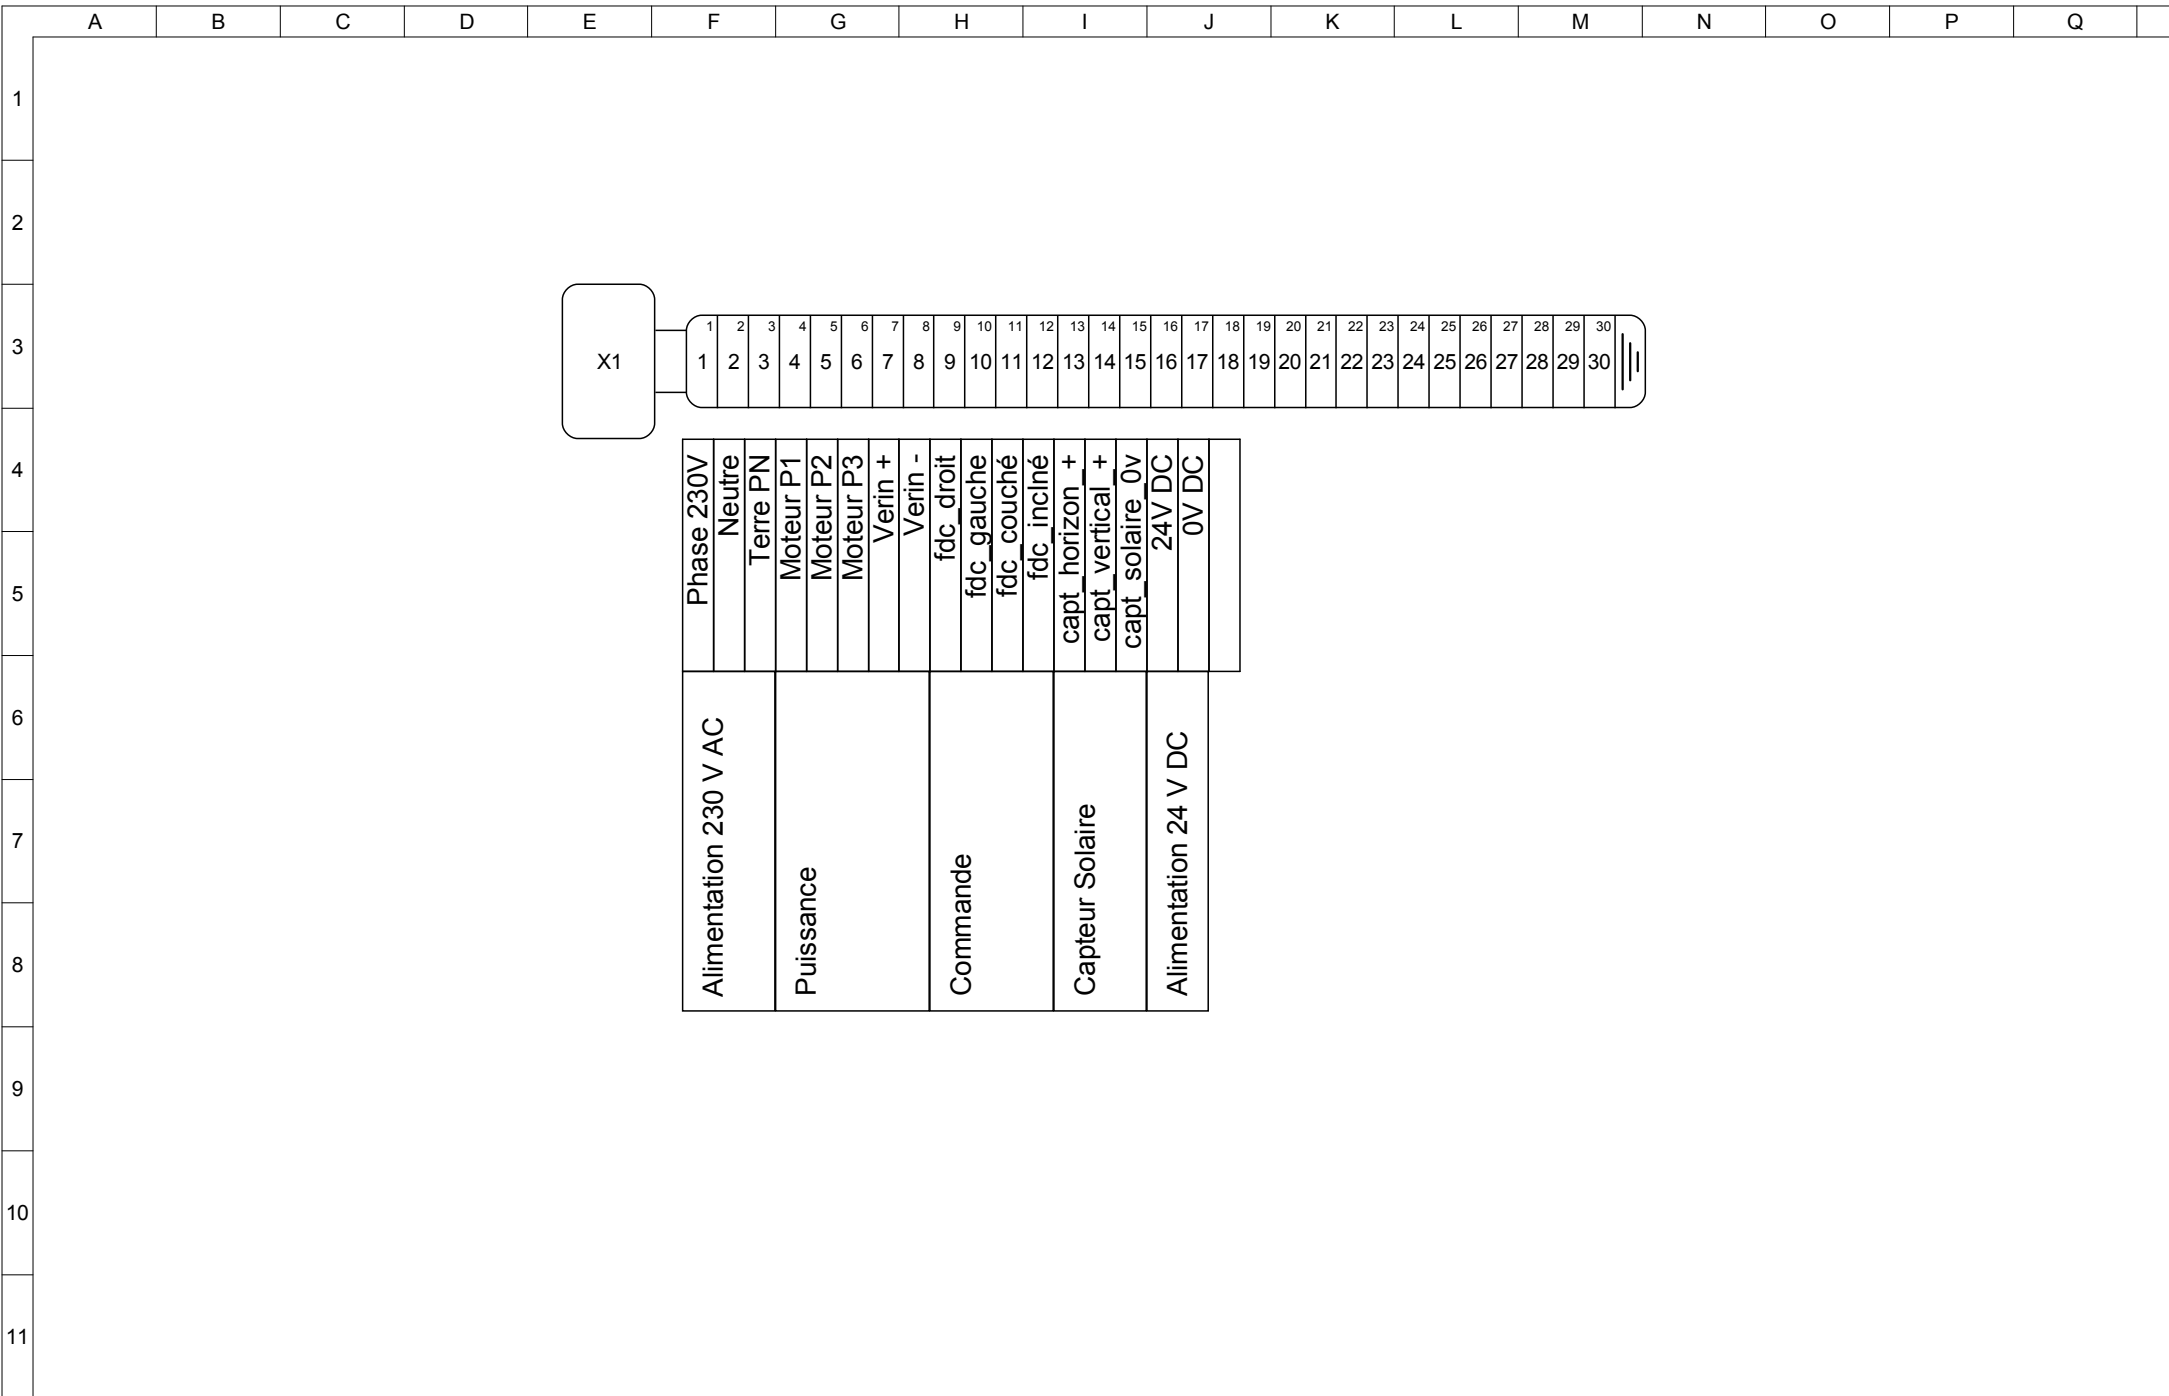 A B C D E F G H I J K L M N O P Q
1
2
3
4
5
6
7
8
9
10
11
X1
1 2 3 4 5 6 7 8 9 10 11 12 13 14 15 16 17 18 19 20 21 22 23 24 25 26 27 28 29 30
1 2 3 4 5 6 7 8 9 10 11 12 13 14 15 16 17 18 19 20 21 22 23 24 25 26 27 28 29 30
Phase 230V
Neutre
Terre PN
Moteur P1
Moteur P2
Moteur P3
Verin +
Verin -
fdc_droit
fdc_gauche
fdc_couché
fdc_inclné
capt_horizon_+
capt_vertical_+
capt_solaire_0v
24V DC
0V DC
Alimentation 230 V AC
Puissance
Commande
Capteur Solaire
Alimentation 24 V DC